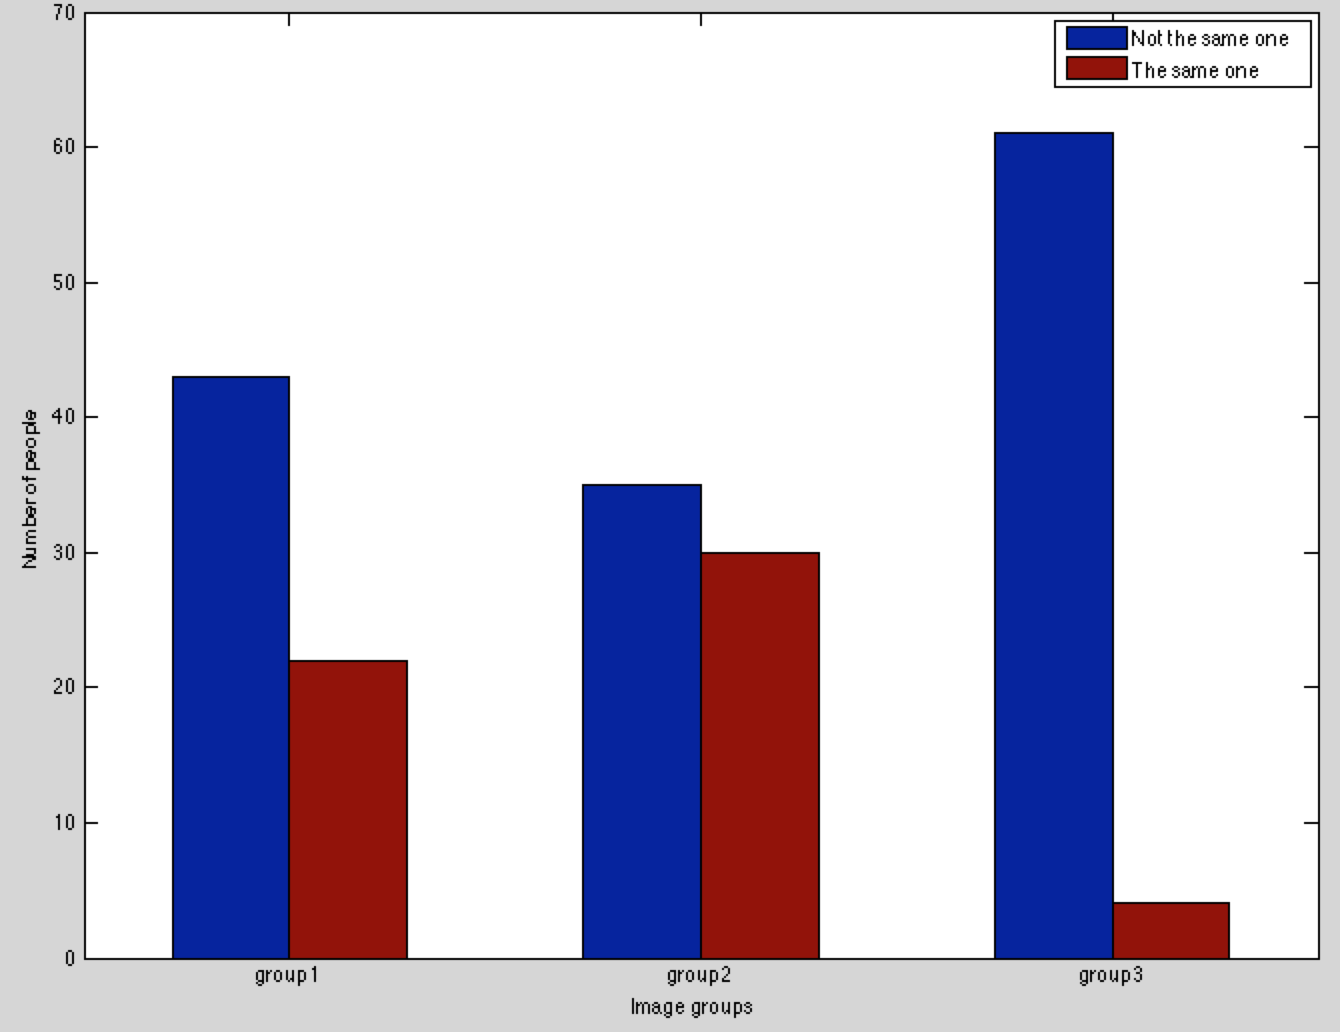 70
60
50
40
30
20
10
0
Number of people
Not the same one
The same one
group1
group2
group3
Image groups